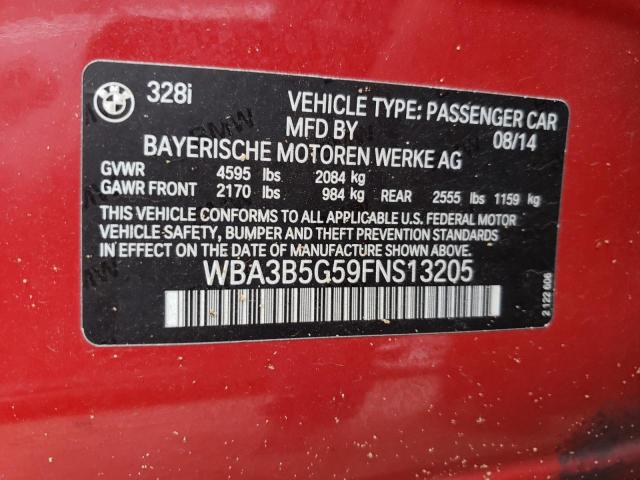 BMW 328i VEHICLE TYPE: PASSENGER CAR
MFD BY 08/14
BAYERISCHE MOTOREN WERKE AG
GVWR 4595 lbs 2084 kg
GAWR FRONT 2170 lbs 984 kg REAR 2555 lbs 1159 kg
THIS VEHICLE CONFORMS TO ALL APPLICABLE U.S. FEDERAL MOTOR
VEHICLE SAFETY, BUMPER AND THEFT PREVENTION STANDARDS
IN EFFECT ON THE DATE OF MANUFACTURE SHOWN ABOVE.
WBA3B5G59FNS13205
2 122 606